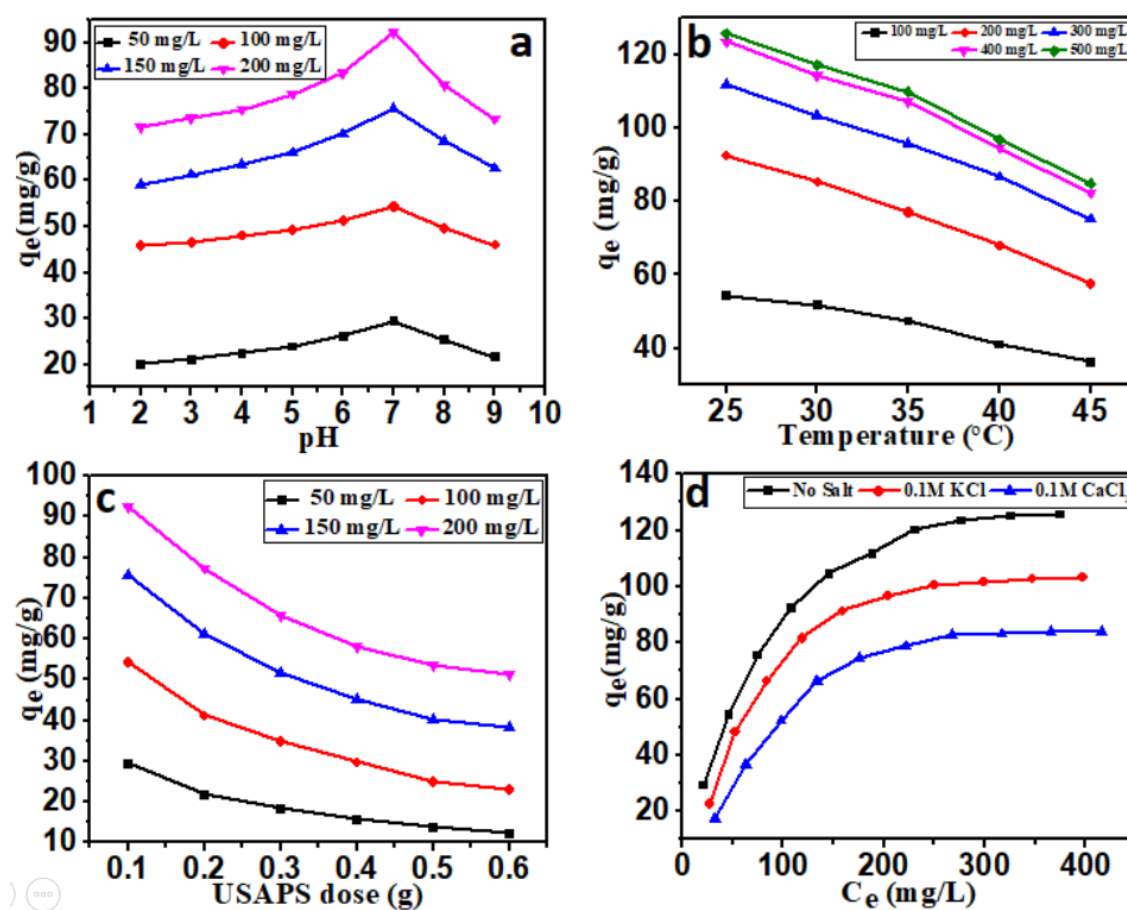 a
50 mg/L 100 mg/L
150 mg/L 200 mg/L
90
80
70
60
50
40
30
20
qe(mg/g)
1 2 3 4 5 6 7 8 9 10
pH
b
100 mg/L 200 mg/L 300 mg/L
400 mg/L 500 mg/L
120
100
80
60
40
qe (mg/g)
25 30 35 40 45
Temperature (°C)
c
50 mg/L 100 mg/L
150 mg/L 200 mg/L
100
90
80
70
60
50
40
30
20
10
qe (mg/g)
0.1 0.2 0.3 0.4 0.5 0.6
USAPS dose (g)
d
No Salt 0.1M KCl 0.1M CaCl
140
120
100
80
60
40
20
qe(mg/g)
0 100 200 300 400
Ce (mg/L)